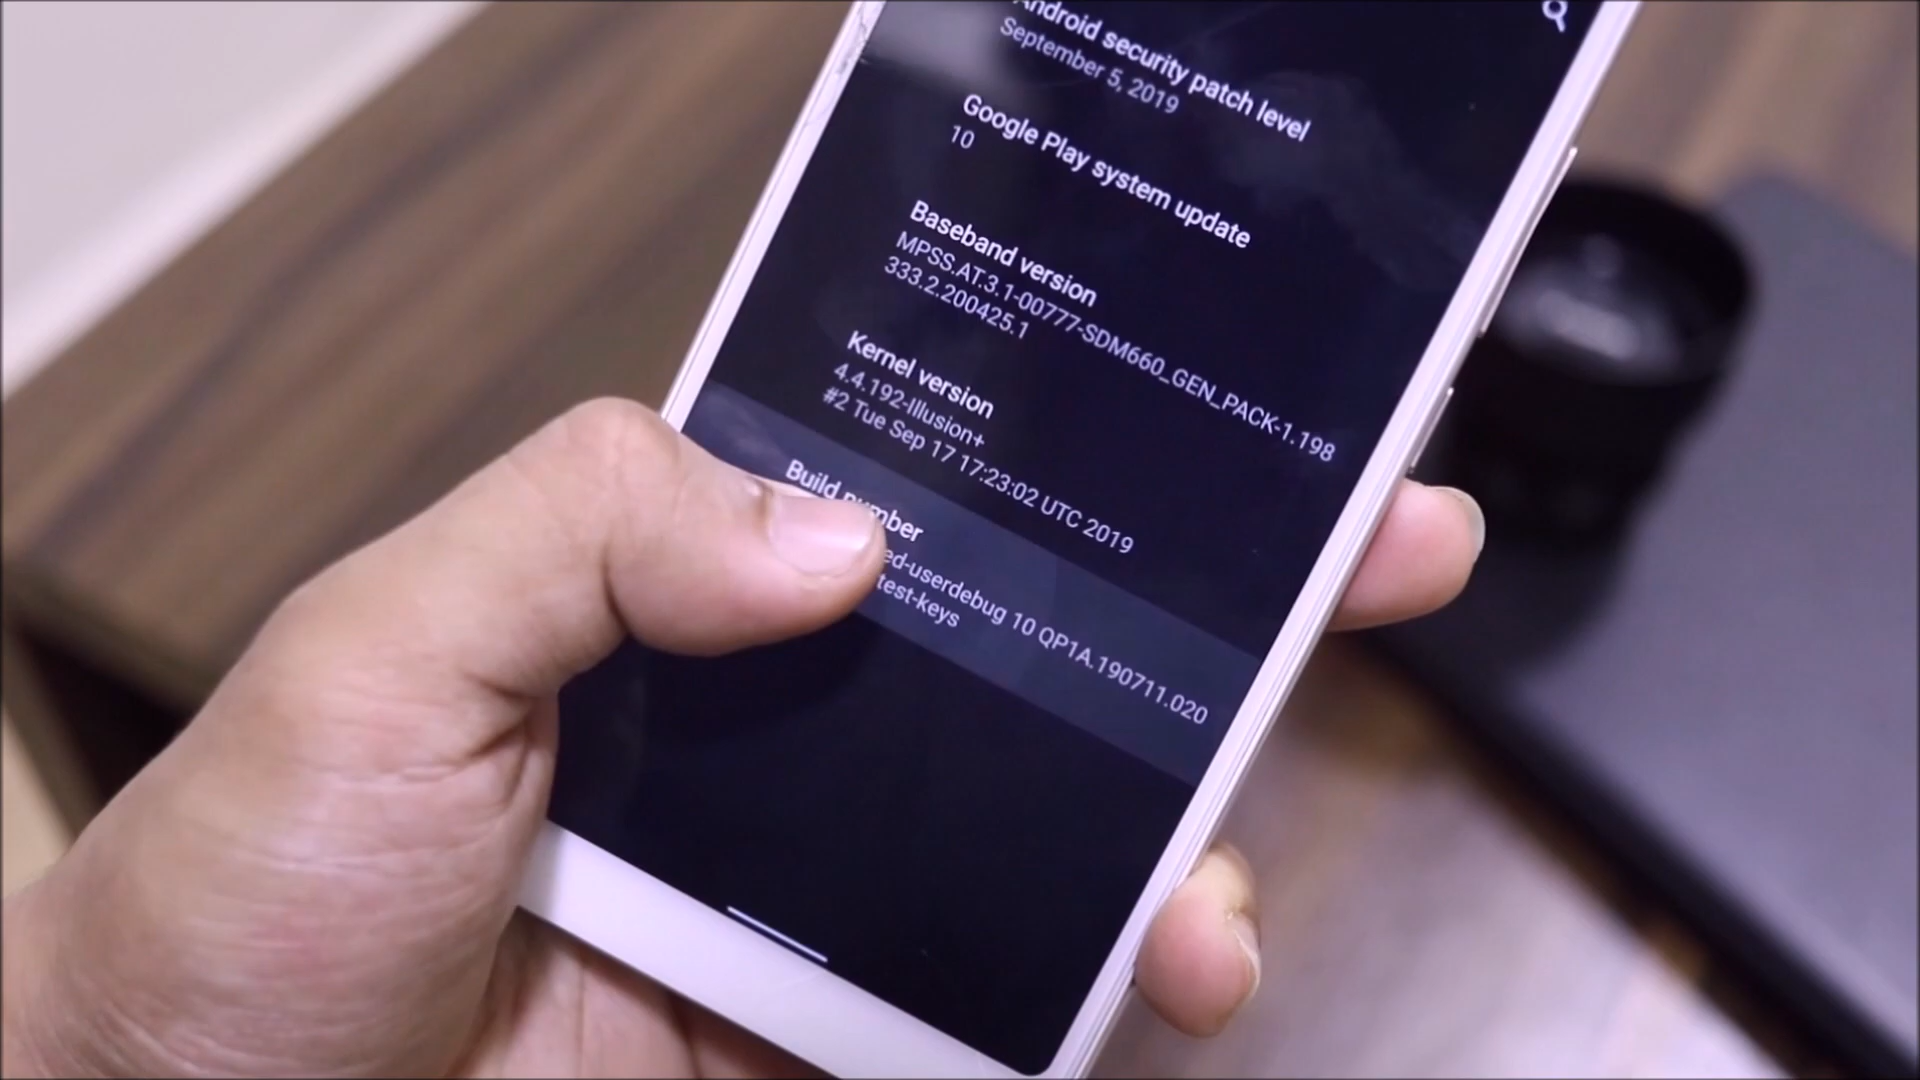 Android security patch level
September 5, 2019
Google Play system update
10
Baseband version
MPSS.AT.3.1-00777-SDM660_GEN_PACK-1.198
333.2.200425.1
Kernel version
4.4.192-Illusion+
#2 Tue Sep 17 17:23:02 UTC 2019
Build number
ed-userdebug 10 QP1A.190711.020
test-keys